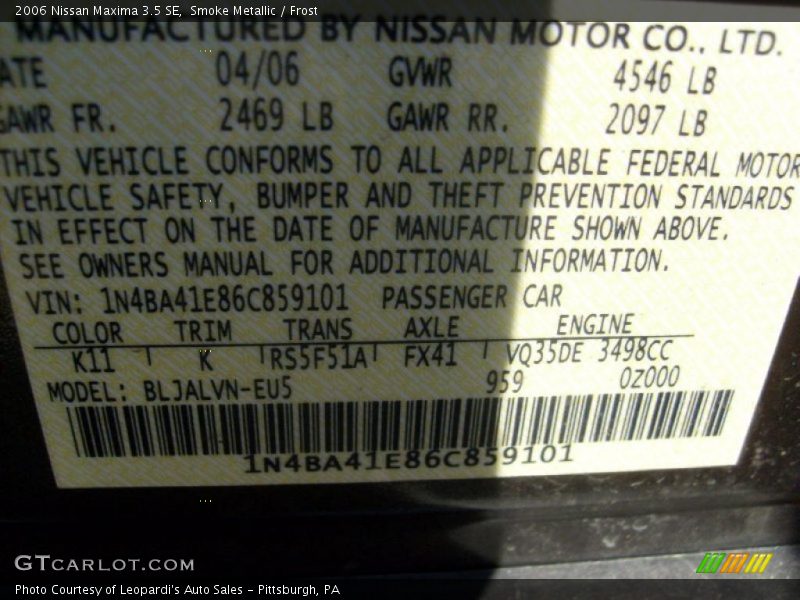 2006 Nissan Maxima 3.5 SE, Smoke Metallic / Frost
MANUFACTURED BY NISSAN MOTOR CO., LTD.
ATE 04/06 GVWR 4546 LB
GAWR FR. 2469 LB GAWR RR. 2097 LB
THIS VEHICLE CONFORMS TO ALL APPLICABLE FEDERAL MOTOR
VEHICLE SAFETY, BUMPER AND THEFT PREVENTION STANDARDS
IN EFFECT ON THE DATE OF MANUFACTURE SHOWN ABOVE.
SEE OWNERS MANUAL FOR ADDITIONAL INFORMATION.
VIN: 1N4BA41E86C859101 PASSENGER CAR
COLOR TRIM TRANS AXLE ENGINE
K11 K RS5F51A FX41 VQ35DE 3498CC
MODEL: BLJALVN-EU5 959 0Z000
1N4BA41E86C859101
GTCARLOT.COM
Photo Courtesy of Leopardi's Auto Sales - Pittsburgh, PA